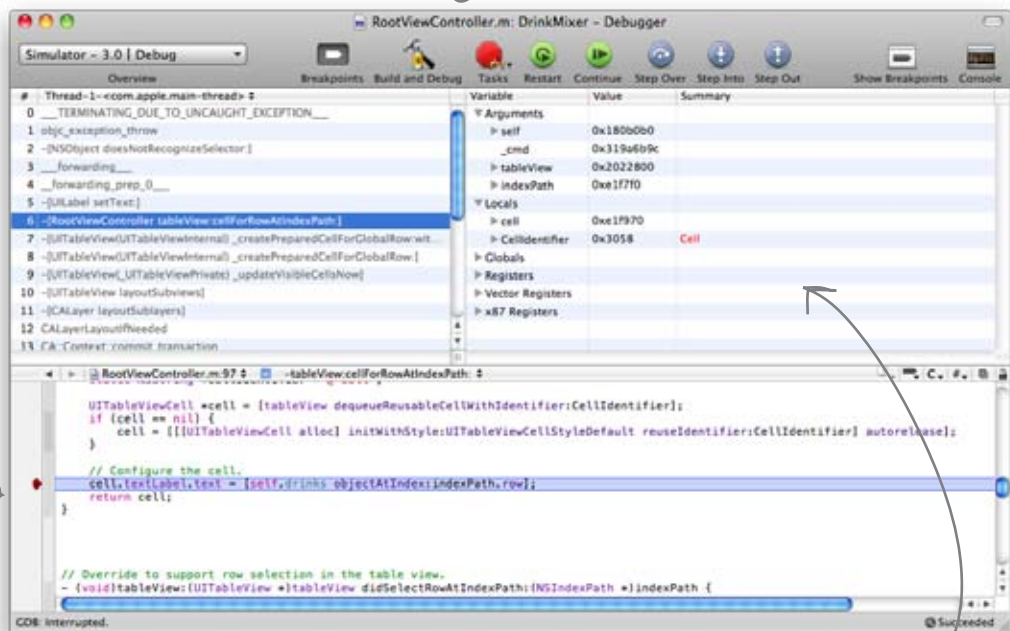 RootViewController.m: DrinkMixer - Debugger
Simulator - 3.0 | Debug
Overview
Breakpoints
Build and Debug
Tasks
Restart
Continue
Step Over
Step Into
Step Out
Show Breakpoints
Console
# Thread-1-<com.apple.main-thread>
0 __TERMINATING_DUE_TO_UNCAUGHT_EXCEPTION__
1 objc_exception_throw
2 -[NSObject doesNotRecognizeSelector:]
3 ___forwarding___
4 __forwarding_prep_0___
5 -[UILabel setText:]
6 -[RootViewController tableView:cellForRowAtIndexPath:]
7 -[UITableView(UITableViewInternal) _createPreparedCellForGlobalRow:wit...
8 -[UITableView(UITableViewInternal) _createPreparedCellForGlobalRow:]
9 -[UITableView(_UITableViewPrivate) _updateVisibleCellsNow]
10 -[UITableView layoutSubviews]
11 -[CALayer layoutSublayers]
12 CALayerLayoutIfNeeded
13 CA::Context::commit_transaction
Variable Value Summary
Arguments
self 0x180b0b0
_cmd 0x319a6b9c
tableView 0x2022800
indexPath 0xe1f7f0
Locals
cell 0xe1f970
CellIdentifier 0x3058 Cell
Globals
Registers
Vector Registers
x87 Registers
RootViewController.m:97 -tableView:cellForRowAtIndexPath:
C, #,
UITableViewCell *cell = [tableView dequeueReusableCellWithIdentifier:CellIdentifier];
if (cell == nil) {
cell = [[[UITableViewCell alloc] initWithStyle:UITableViewCellStyleDefault reuseIdentifier:CellIdentifier] autorelease];
}
// Configure the cell.
cell.textLabel.text = [self.drinks objectAtIndex:indexPath.row];
return cell;
}
// Override to support row selection in the table view.
- (void)tableView:(UITableView *)tableView didSelectRowAtIndexPath:(NSIndexPath *)indexPath {
GDB: Interrupted.
Succeeded